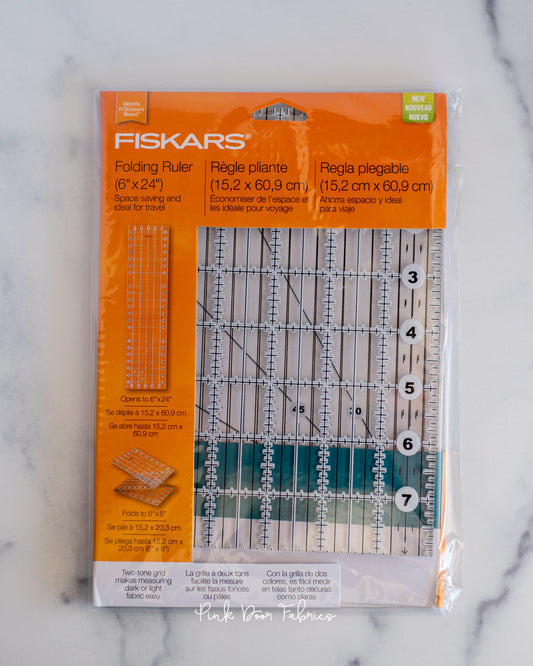 World's
#1 Scissors
Brand*
NEW
NOUVEAU
NUEVO
FISKARS®
Folding Ruler
(6"x24")
Space saving and
ideal for travel
Règle pliante
(15,2 x 60,9 cm)
Économiser de l'espace et
les idéale pour voyage
Regla plegable
(15,2 cm x 60,9 cm)
Ahorra espacio y ideal
para viaje
Opens to 6"x24"
Se déplie à 15,2 x 60,9 cm
Se abre hasta 15,2 cm x
60,9 cm
Folds to 6"x8"
Se plie à 15,2 x 20,3 cm
Se pliega hasta 15,2 cm x
20,3 cm (6" x 8")
3
4
5
45
30
6
7
Two-tone grid
makes measuring
dark or light
fabric easy
La grille à deux tons
facilite la mesure
sur les tissus foncés
ou pâles
Con la grilla de dos
colores, es fácil medir
en telas tanto oscuras
como claras
Pink Door Fabrics